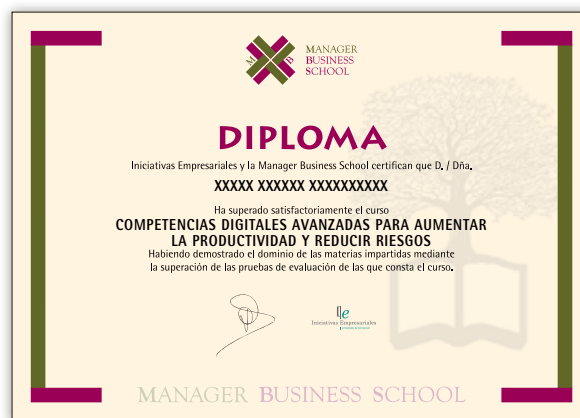 M B
MANAGER
BUSINESS
SCHOOL
DIPLOMA
Iniciativas Empresariales y la Manager Business School certifican que D. / Dña.
XXXXX XXXXXX XXXXXXXXXX
Ha superado satisfactoriamente el curso
COMPETENCIAS DIGITALES AVANZADAS PARA AUMENTAR
LA PRODUCTIVIDAD Y REDUCIR RIESGOS
Habiendo demostrado el dominio de las materias impartidas mediante
la superación de las pruebas de evaluación de las que consta el curso.
Iniciativas Empresariales
MANAGER BUSINESS SCHOOL